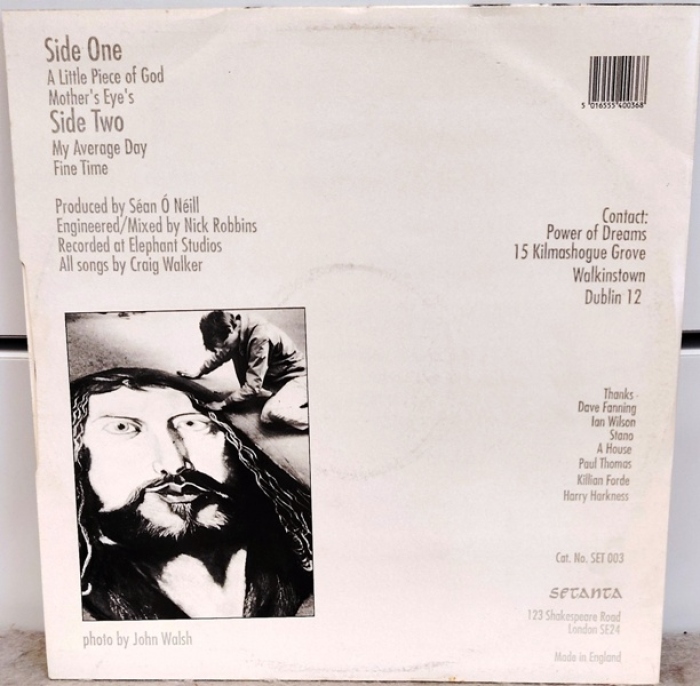 Side One
A Little Piece of God
Mother's Eye's
Side Two
My Average Day
Fine Time
Produced by Séan Ó Néill
Engineered/Mixed by Nick Robbins
Recorded at Elephant Studios
All songs by Craig Walker
photo by John Walsh
5 016555 400368
Contact:
Power of Dreams
15 Kilmashogue Grove
Walkinstown
Dublin 12
Thanks -
Dave Fanning
Ian Wilson
Stano
A House
Paul Thomas
Killian Forde
Harry Harkness
Cat. No. SET 003
SETANTA
123 Shakespeare Road
London SE24
Made in England